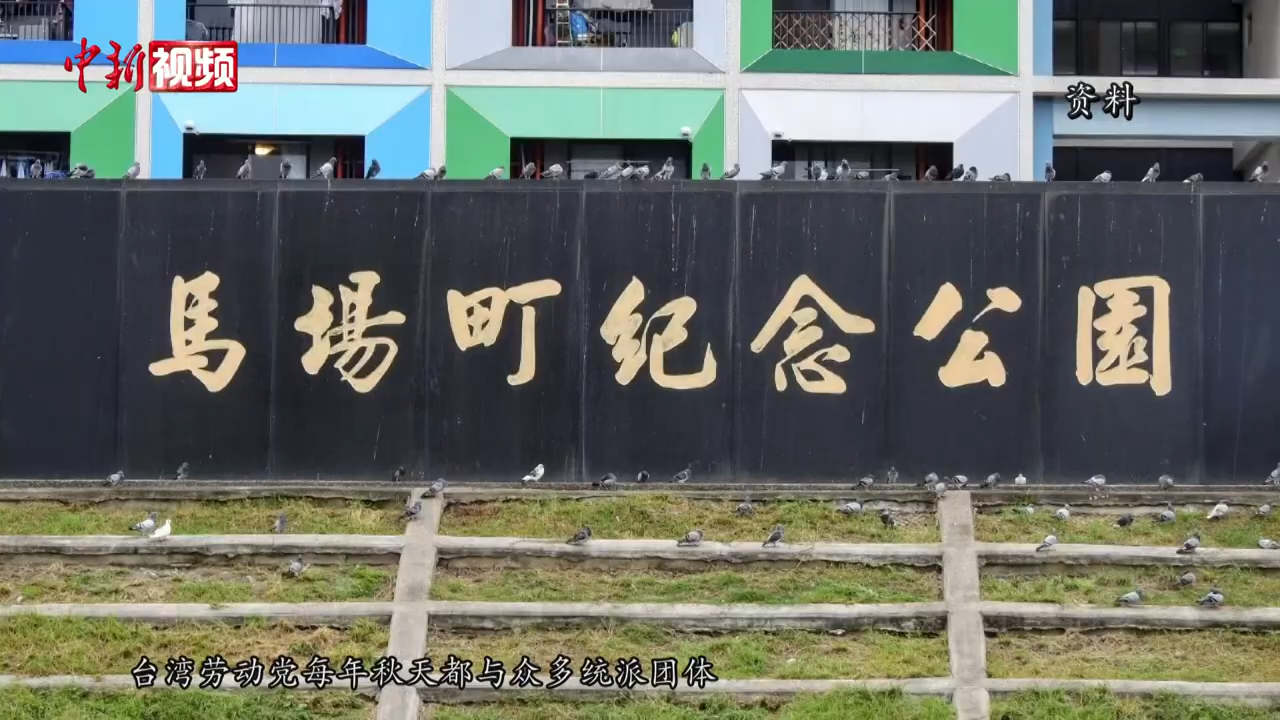 中新视频
资料
馬場町紀念公園
台湾劳动党每年秋天都与众多统派团体